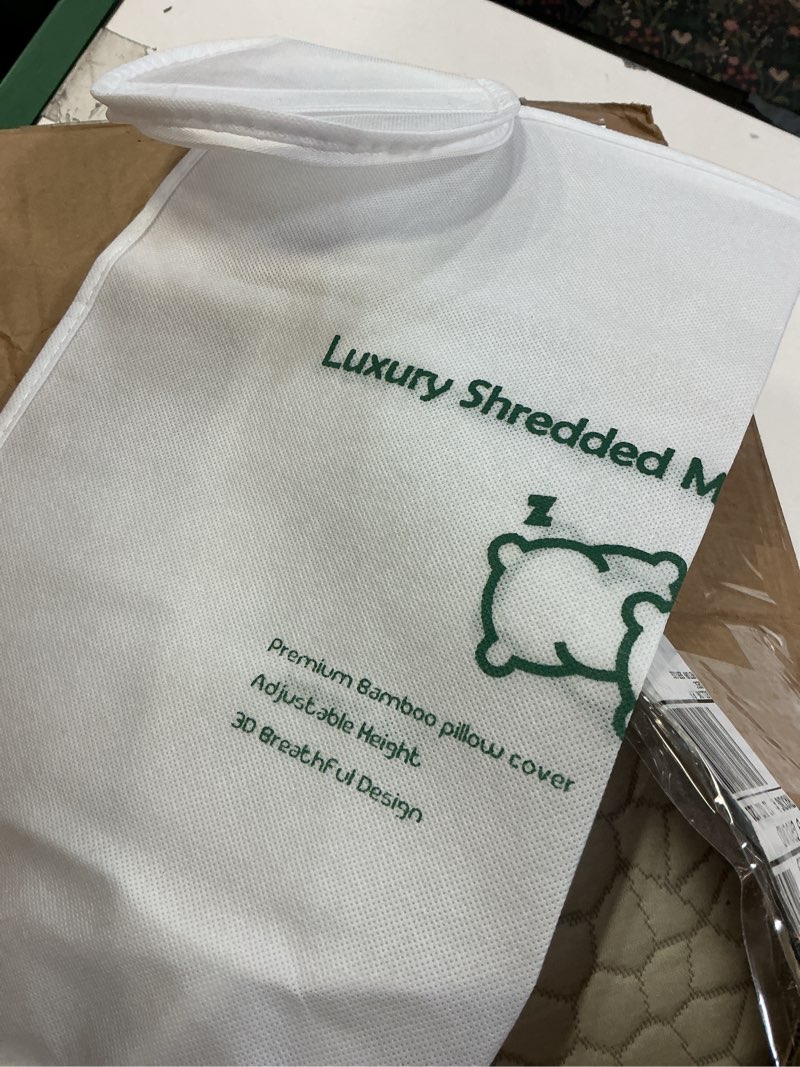 Luxury Shredded M
Z
Premium Bamboo pillow cover
Adjustable Height
3D Breathful Design